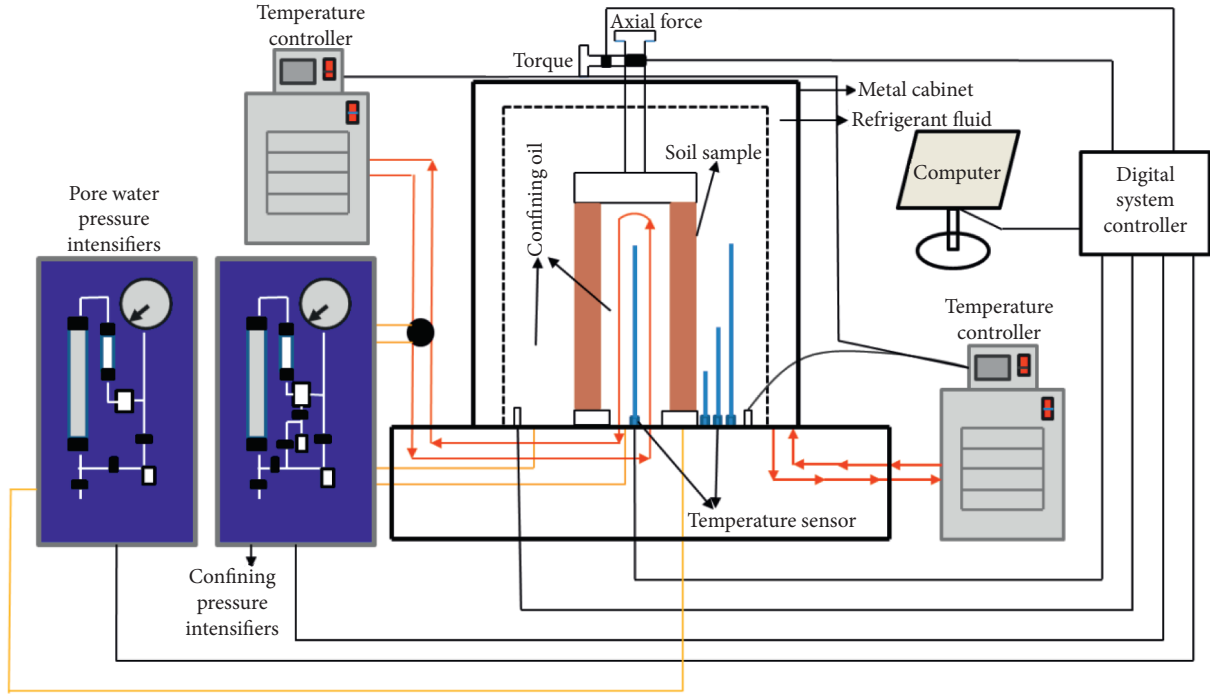 Temperature
controller
Axial force
Torque
Metal cabinet
Refrigerant fluid
Soil sample
Confining oil
Computer
Digital
system
controller
Pore water
pressure
intensifiers
Temperature
controller
Temperature sensor
Confining
pressure
intensifiers